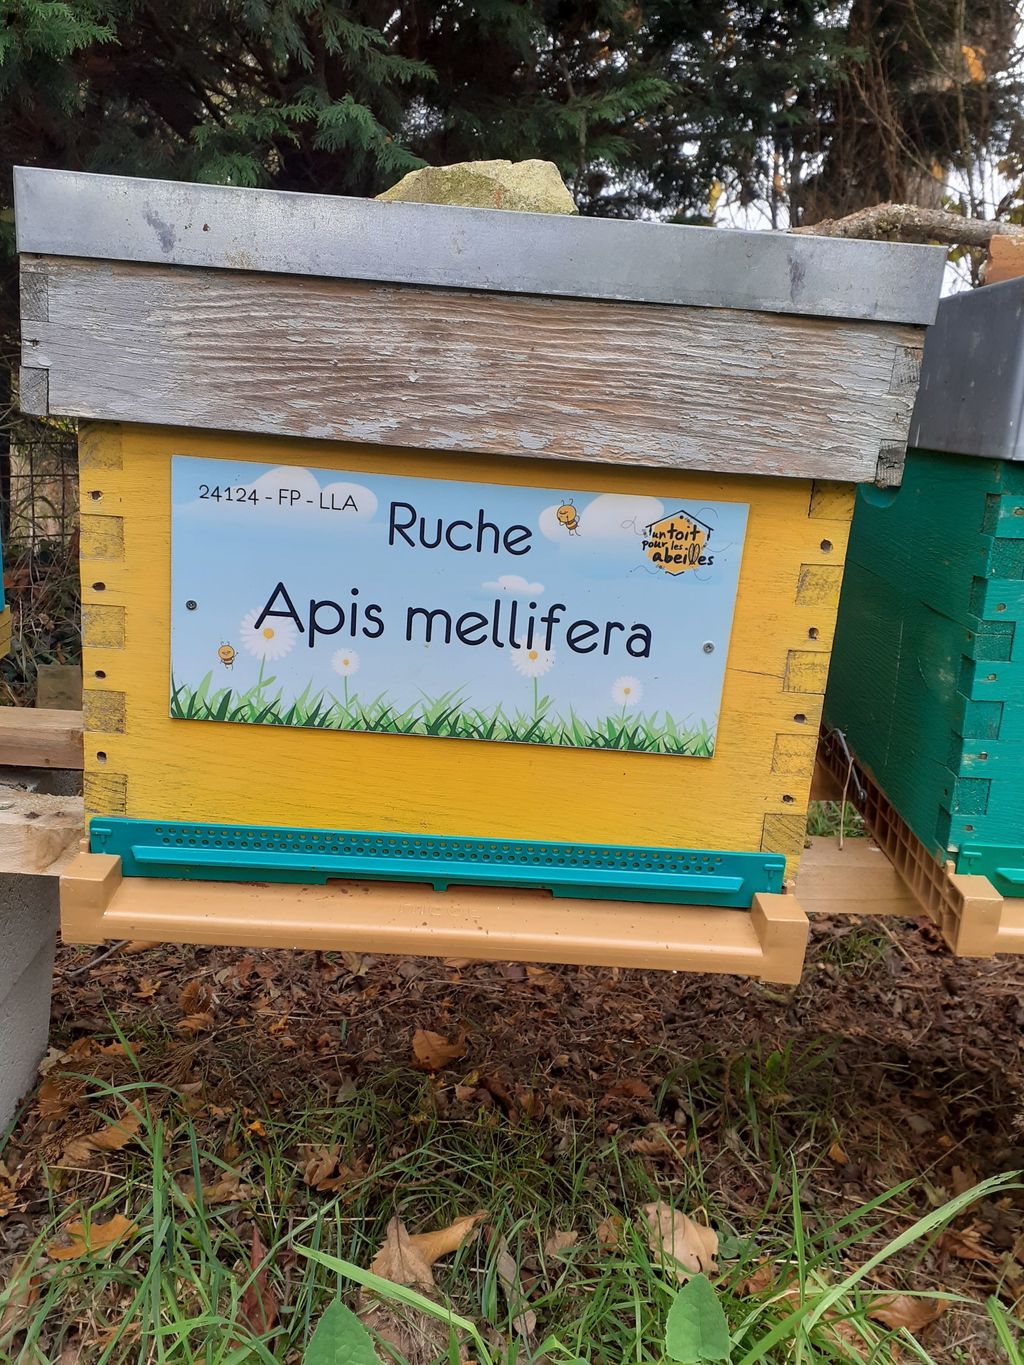 24124 - FP - LLA
Ruche
un toit
pour les
abeilles
Apis mellifera